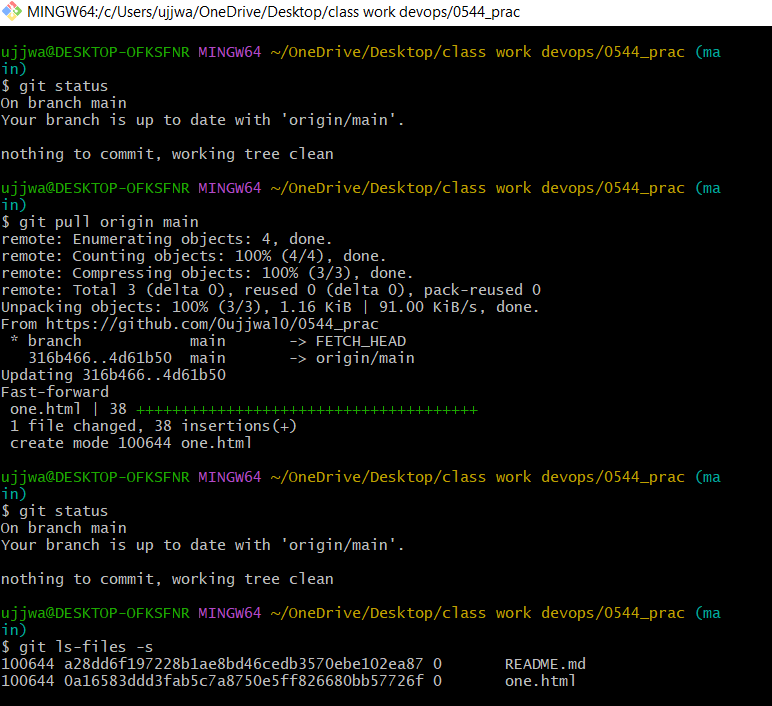 MINGW64:/c/Users/ujjwa/OneDrive/Desktop/class work devops/0544_prac
ujjwa@DESKTOP-OFKSFNR MINGW64 ~/OneDrive/Desktop/class work devops/0544_prac (ma
in)
$ git status
On branch main
Your branch is up to date with 'origin/main'.
nothing to commit, working tree clean
ujjwa@DESKTOP-OFKSFNR MINGW64 ~/OneDrive/Desktop/class work devops/0544_prac (ma
in)
$ git pull origin main
remote: Enumerating objects: 4, done.
remote: Counting objects: 100% (4/4), done.
remote: Compressing objects: 100% (3/3), done.
remote: Total 3 (delta 0), reused 0 (delta 0), pack-reused 0
Unpacking objects: 100% (3/3), 1.16 KiB | 91.00 KiB/s, done.
From https://github.com/0ujjwal0/0544_prac
 * branch            main       -> FETCH_HEAD
   316b466..4d61b50  main       -> origin/main
Updating 316b466..4d61b50
Fast-forward
 one.html | 38 ++++++++++++++++++++++++++++++++++++++
 1 file changed, 38 insertions(+)
 create mode 100644 one.html
ujjwa@DESKTOP-OFKSFNR MINGW64 ~/OneDrive/Desktop/class work devops/0544_prac (ma
in)
$ git status
On branch main
Your branch is up to date with 'origin/main'.
nothing to commit, working tree clean
ujjwa@DESKTOP-OFKSFNR MINGW64 ~/OneDrive/Desktop/class work devops/0544_prac (ma
in)
$ git ls-files -s
100644 a28dd6f197228b1ae8bd46cedb3570ebe102ea87 0       README.md
100644 0a16583ddd3fab5c7a8750e5ff826680bb57726f 0       one.html